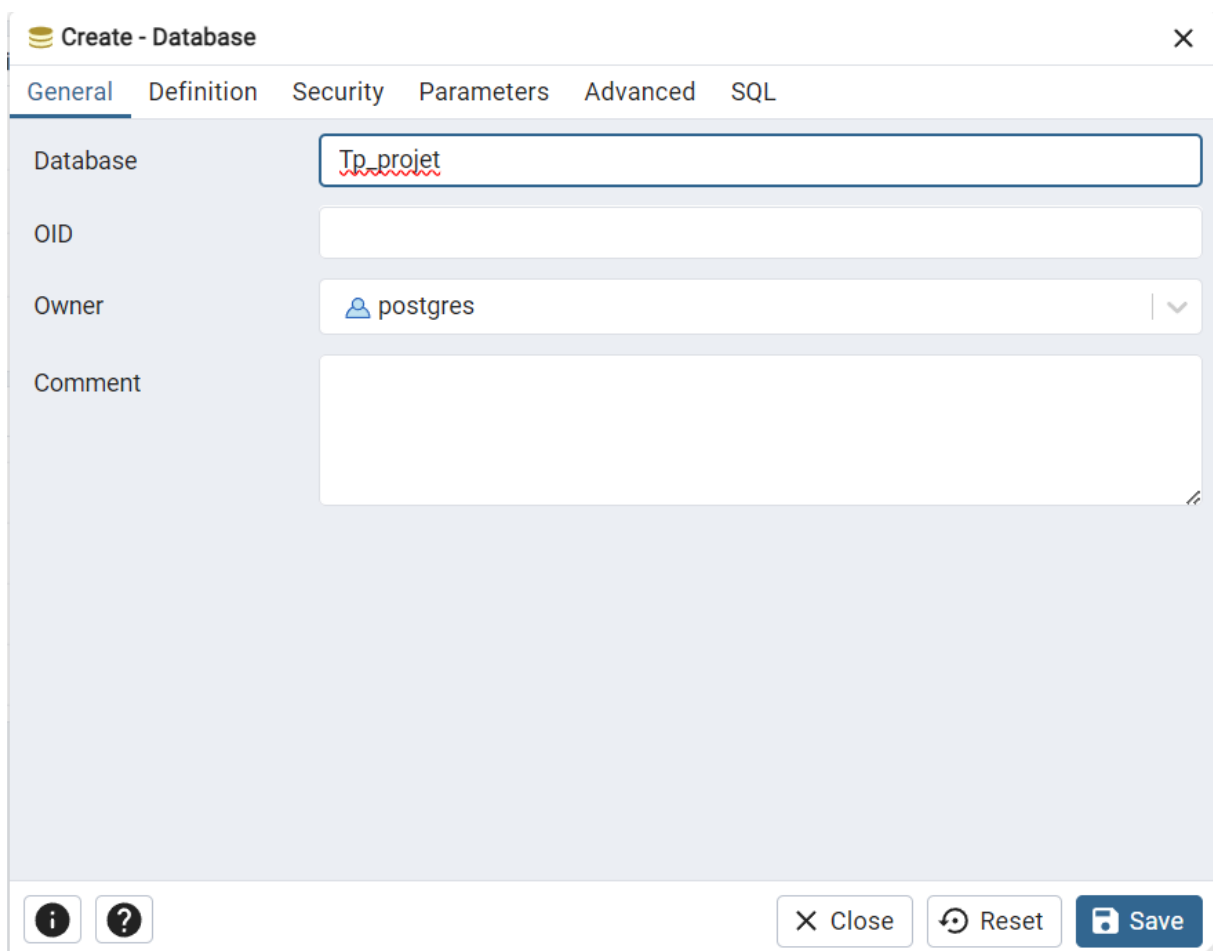 Create - Database
General Definition Security Parameters Advanced SQL
Database Tp_projet
OID
Owner postgres
Comment
Close Reset Save